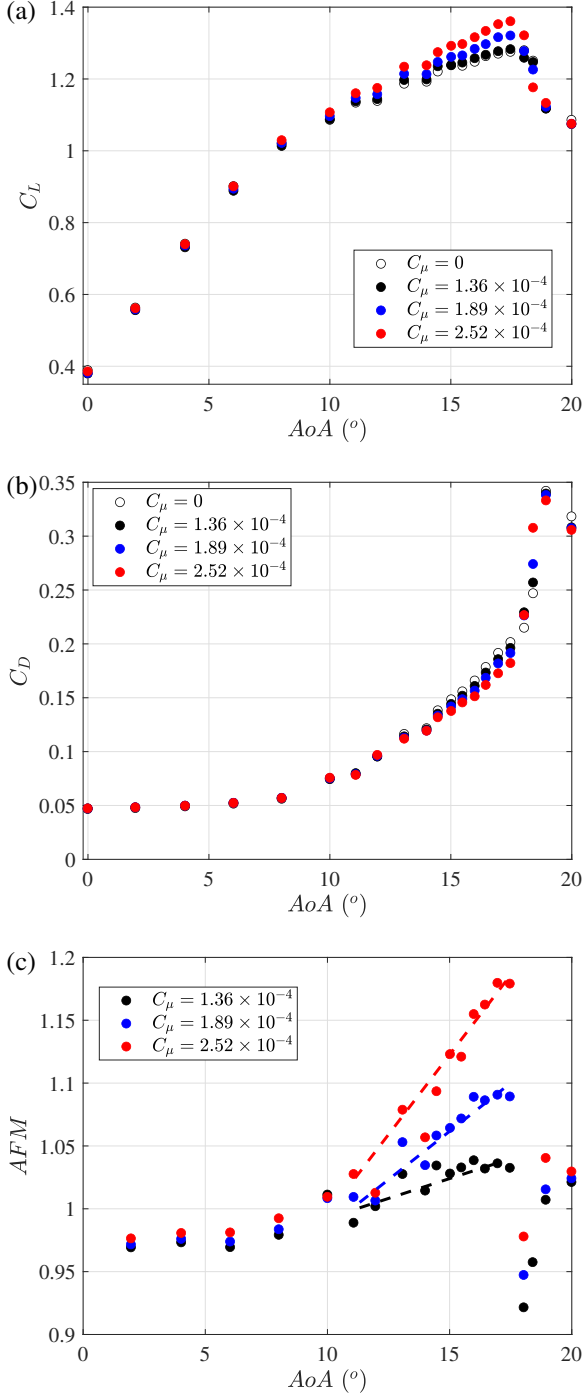 (a)
1.4
1.2
1
0.8
0.6
0.4
C_L
C_μ = 0
C_μ = 1.36 × 10⁻⁴
C_μ = 1.89 × 10⁻⁴
C_μ = 2.52 × 10⁻⁴
0 5 10 15 20
AoA (°)
(b)
0.35
0.3
0.25
0.2
0.15
0.1
0.05
0
C_D
C_μ = 0
C_μ = 1.36 × 10⁻⁴
C_μ = 1.89 × 10⁻⁴
C_μ = 2.52 × 10⁻⁴
0 5 10 15 20
AoA (°)
(c)
1.2
1.15
1.1
1.05
1
0.95
0.9
AFM
C_μ = 1.36 × 10⁻⁴
C_μ = 1.89 × 10⁻⁴
C_μ = 2.52 × 10⁻⁴
0 5 10 15 20
AoA (°)